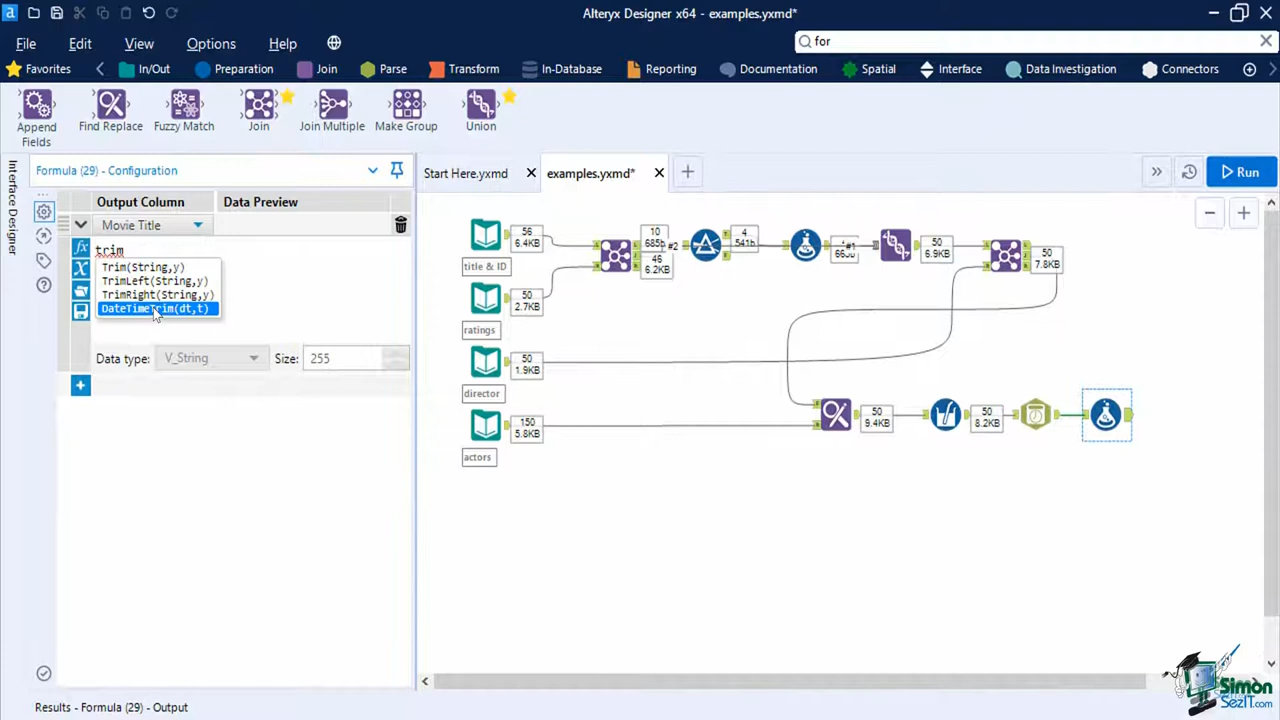 Alteryx Designer x64 - examples.yxmd*
File Edit View Options Help
for
Favorites In/Out Preparation Join Parse Transform In-Database Reporting Documentation Spatial Interface Data Investigation Connectors
Append Fields
Find Replace
Fuzzy Match
Join
Join Multiple
Make Group
Union
Interface Designer
Formula (29) - Configuration
Start Here.yxmd
examples.yxmd*
Run
Output Column Data Preview
Movie Title
trim
Trim(String,y)
TrimLeft(String,y)
TrimRight(String,y)
DateTimeTrim(dt,t)
Data type: V_String Size: 255
title & ID
56
6.4KB
ratings
50
2.7KB
director
50
1.9KB
actors
150
5.8KB
10
685b
46
6.2KB
#2
4
541b
#1
50
6.9KB
50
7.8KB
50
9.4KB
50
8.2KB
Results - Formula (29) - Output
Simon
SezIT.com